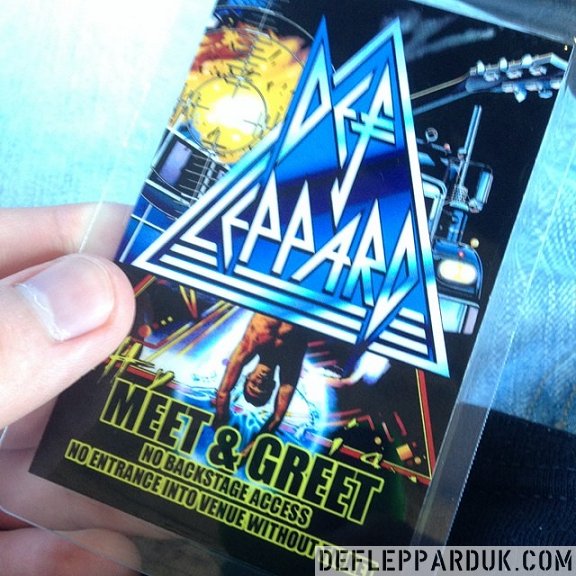 DEF
LEPPARD
MEET & GREET
NO BACKSTAGE ACCESS
NO ENTRANCE INTO VENUE WITHOUT
DEFLEPPARDUK.COM